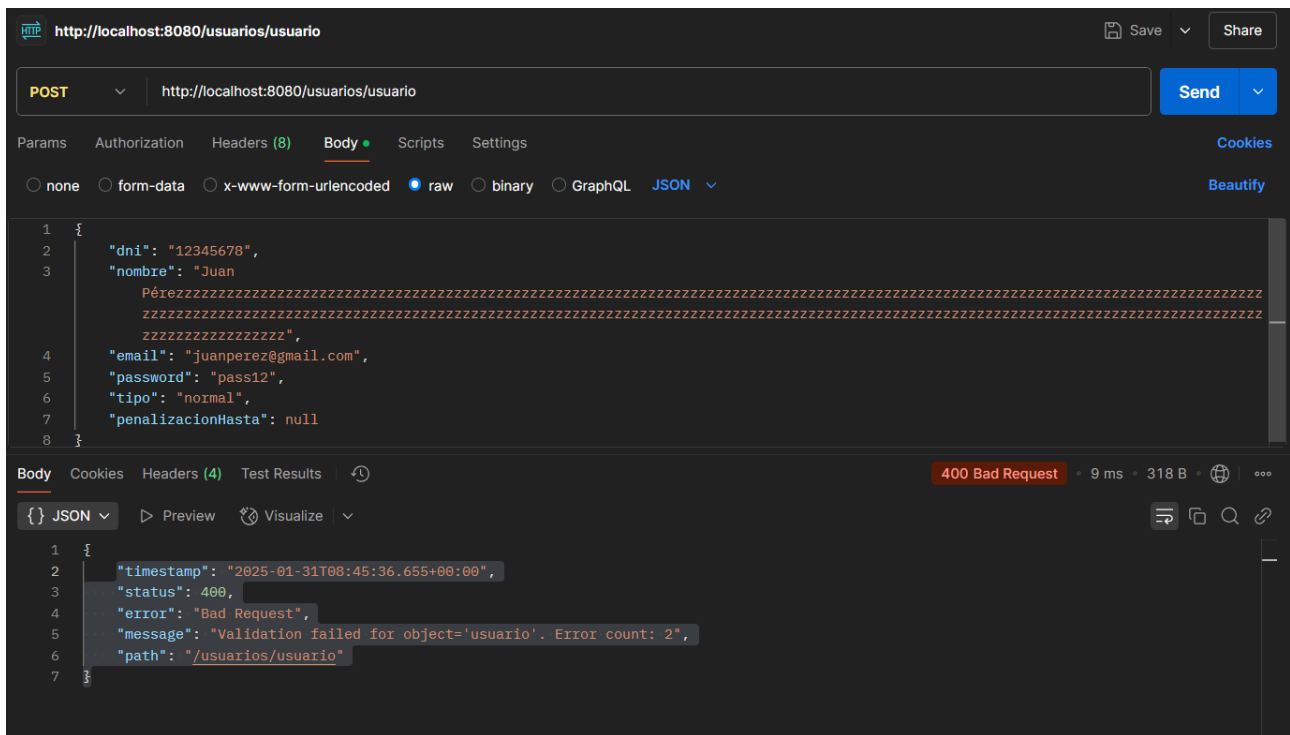 HTTP http://localhost:8080/usuarios/usuario Save Share
POST http://localhost:8080/usuarios/usuario Send
Params Authorization Headers (8) Body Scripts Settings Cookies
none form-data x-www-form-urlencoded raw binary GraphQL JSON Beautify
1 {
2 "dni": "12345678",
3 "nombre": "Juan
"email": "juanperez@gmail.com",
4
5 "password": "pass12",
6 "tipo": "normal",
7 "penalizacionHasta": null
8 }
Body Cookies Headers (4) Test Results 400 Bad Request 9 ms 318 B
{} JSON Preview Visualize
1 {
2 "timestamp": "2025-01-31T08:45:36.655+00:00",
3 "status": 400,
4 "error": "Bad Request",
5 "message": "Validation failed for object='usuario'. Error count: 2",
6 "path": "/usuarios/usuario"
7 }